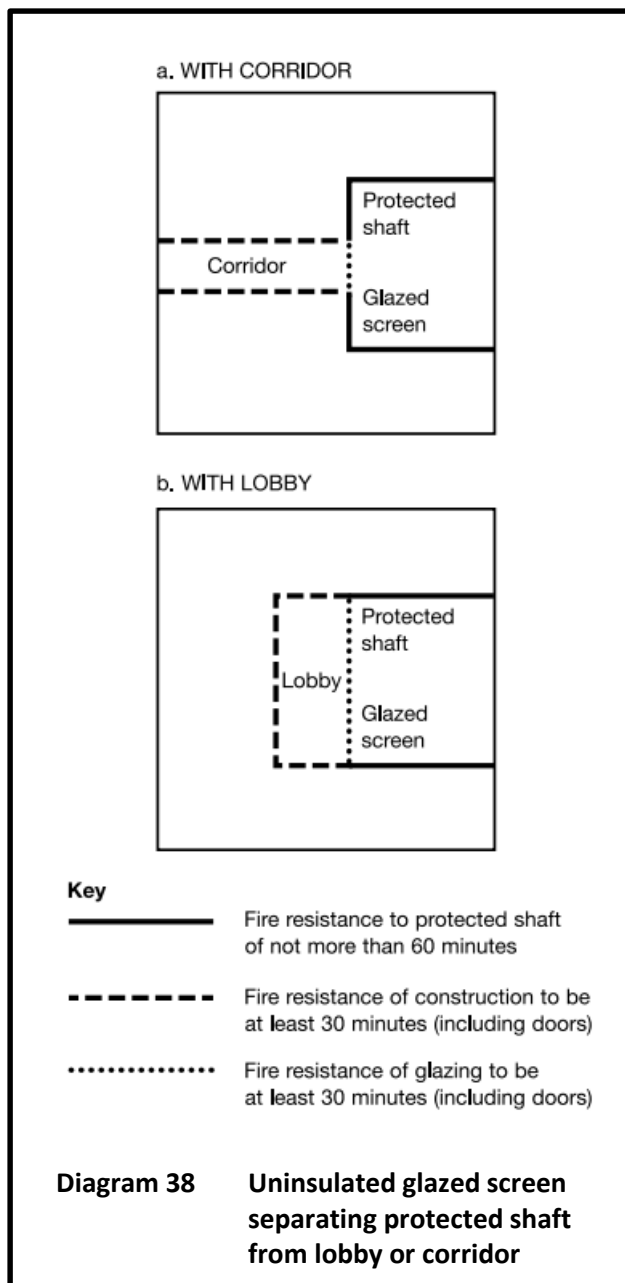 a. WITH CORRIDOR
Protected
shaft
Corridor
Glazed
screen
b. WITH LOBBY
Protected
shaft
Lobby
Glazed
screen
Key
Fire resistance to protected shaft
of not more than 60 minutes
Fire resistance of construction to be
at least 30 minutes (including doors)
Fire resistance of glazing to be
at least 30 minutes (including doors)
Diagram 38 Uninsulated glazed screen
separating protected shaft
from lobby or corridor